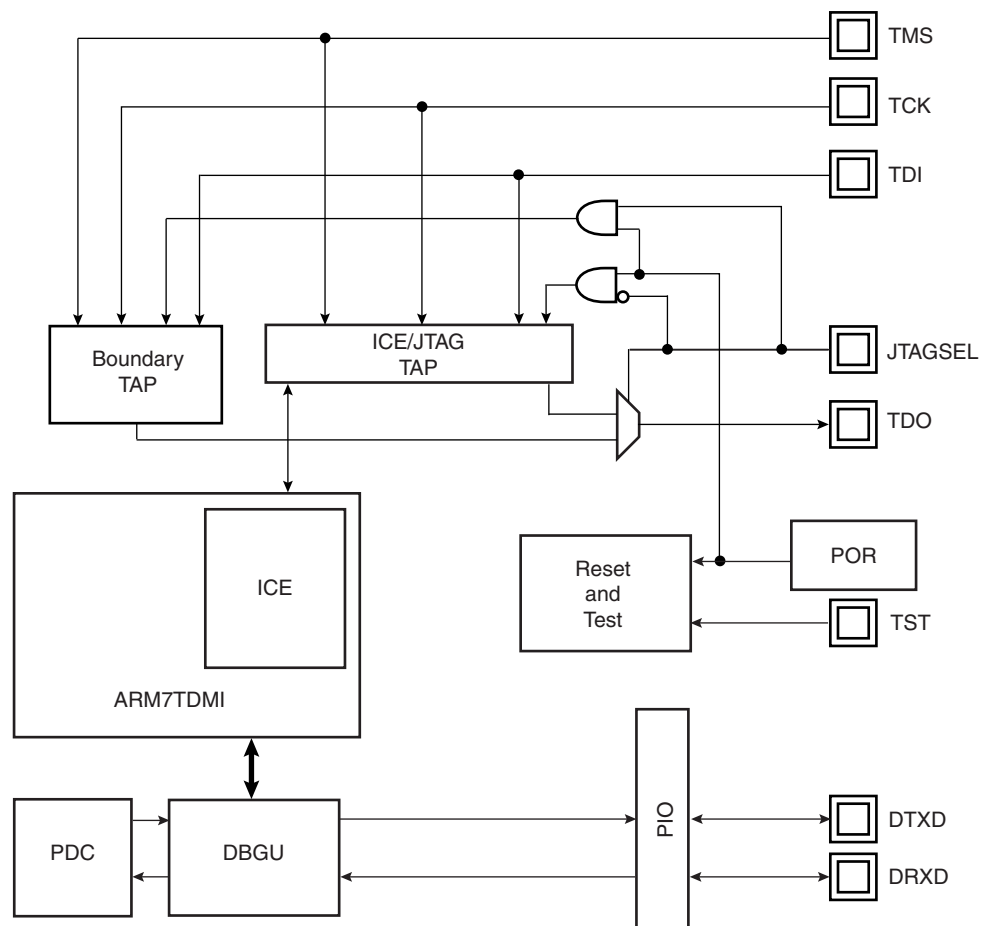 TMS
TCK
TDI
Boundary
TAP
ICE/JTAG
TAP
JTAGSEL
TDO
Reset
and
Test
POR
TST
ICE
ARM7TDMI
PDC
DBGU
PIO
DTXD
DRXD